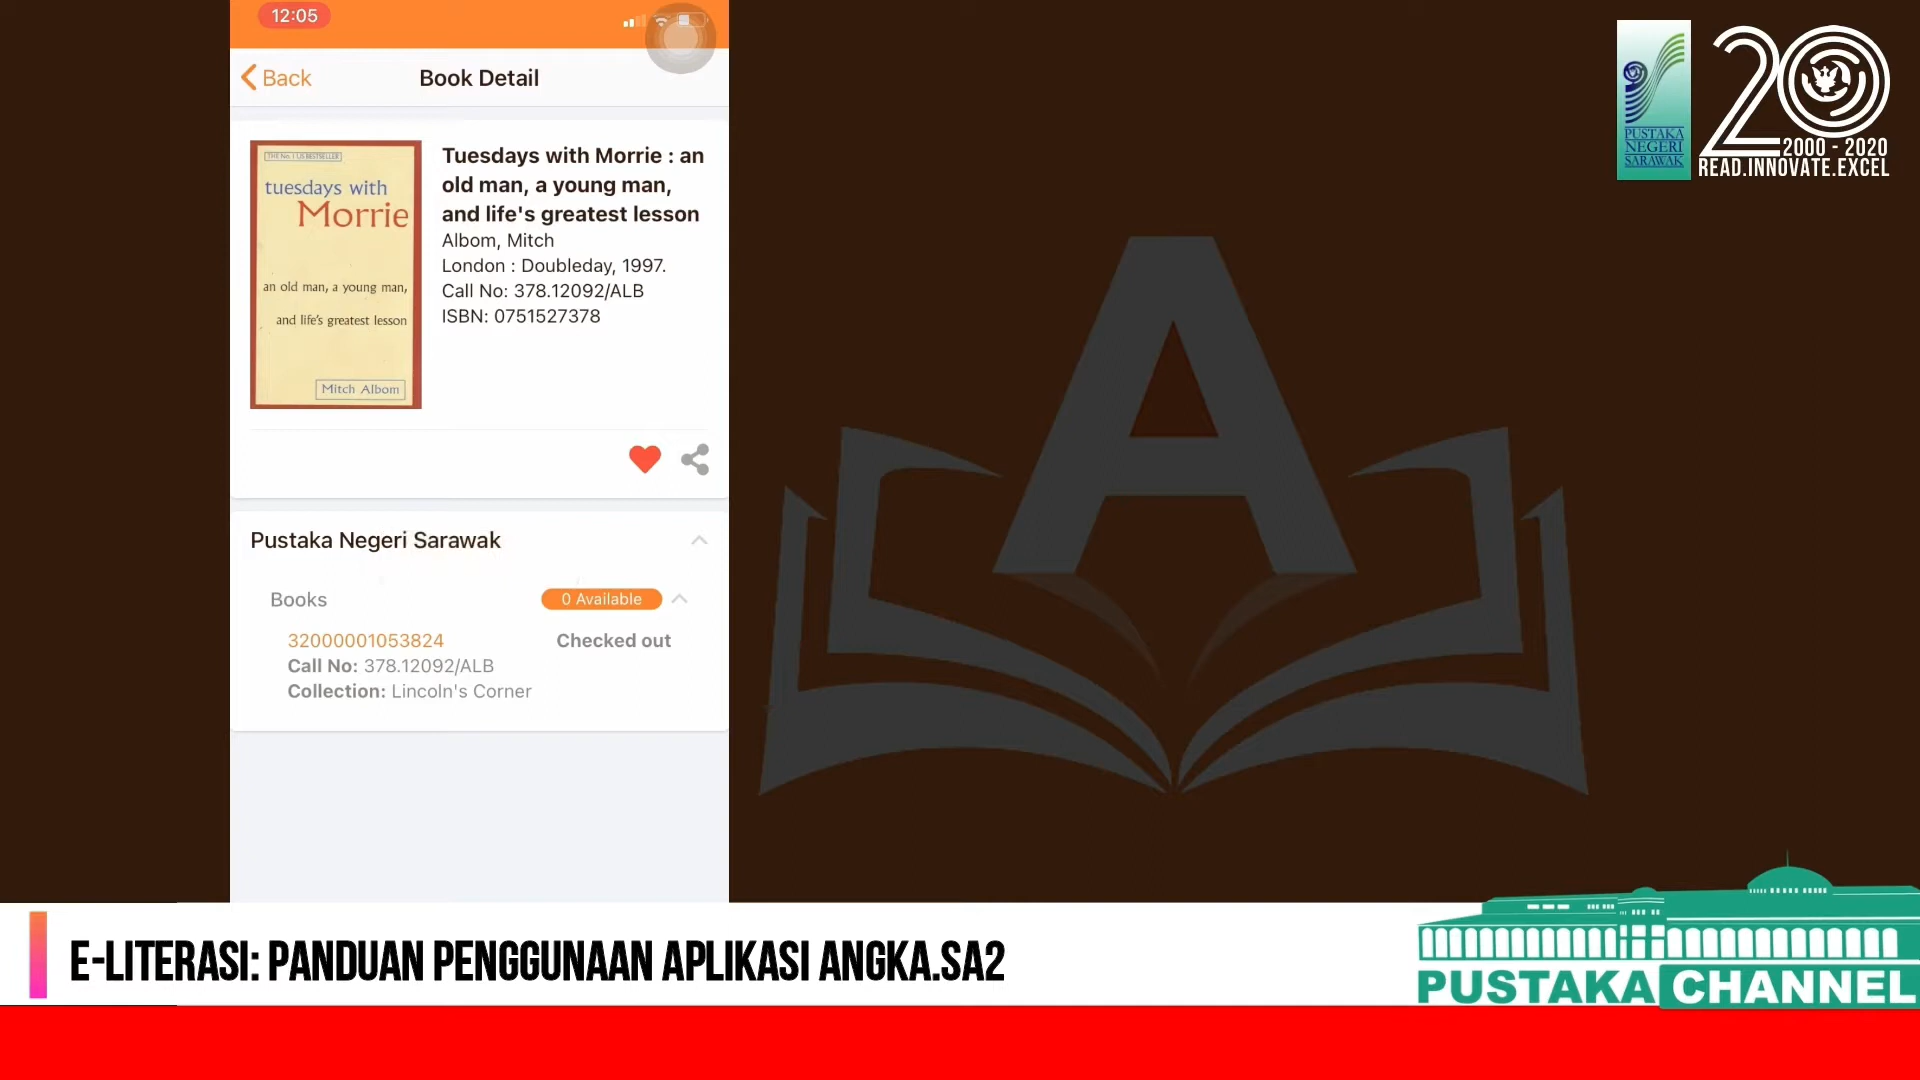 12:05
Back
Book Detail
THE No. 1 US BESTSELLER
tuesdays with
Morrie
an old man, a young man,
and life's greatest lesson
Mitch Albom
Tuesdays with Morrie : an
old man, a young man,
and life's greatest lesson
Albom, Mitch
London : Doubleday, 1997.
Call No: 378.12092/ALB
ISBN: 0751527378
Pustaka Negeri Sarawak
Books
0 Available
32000001053824
Checked out
Call No: 378.12092/ALB
Collection: Lincoln's Corner
PUSTAKA
NEGERI
SARAWAK
20
2000 - 2020
READ.INNOVATE.EXCEL
A
E-LITERASI: PANDUAN PENGGUNAAN APLIKASI ANGKA.SA2
PUSTAKA CHANNEL